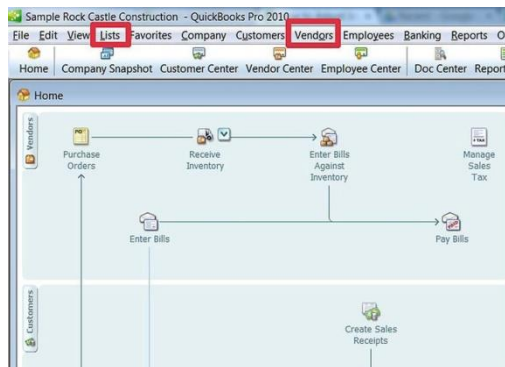 Sample Rock Castle Construction - QuickBooks Pro 2010
File Edit View Lists Favorites Company Customers Vendors Employees Banking Reports O
Home Company Snapshot Customer Center Vendor Center Employee Center Doc Center Report
Home
Vendors
Purchase
Orders
Receive
Inventory
Enter Bills
Against
Inventory
Manage
Sales
Tax
Enter Bills
Pay Bills
Customers
Create Sales
Receipts